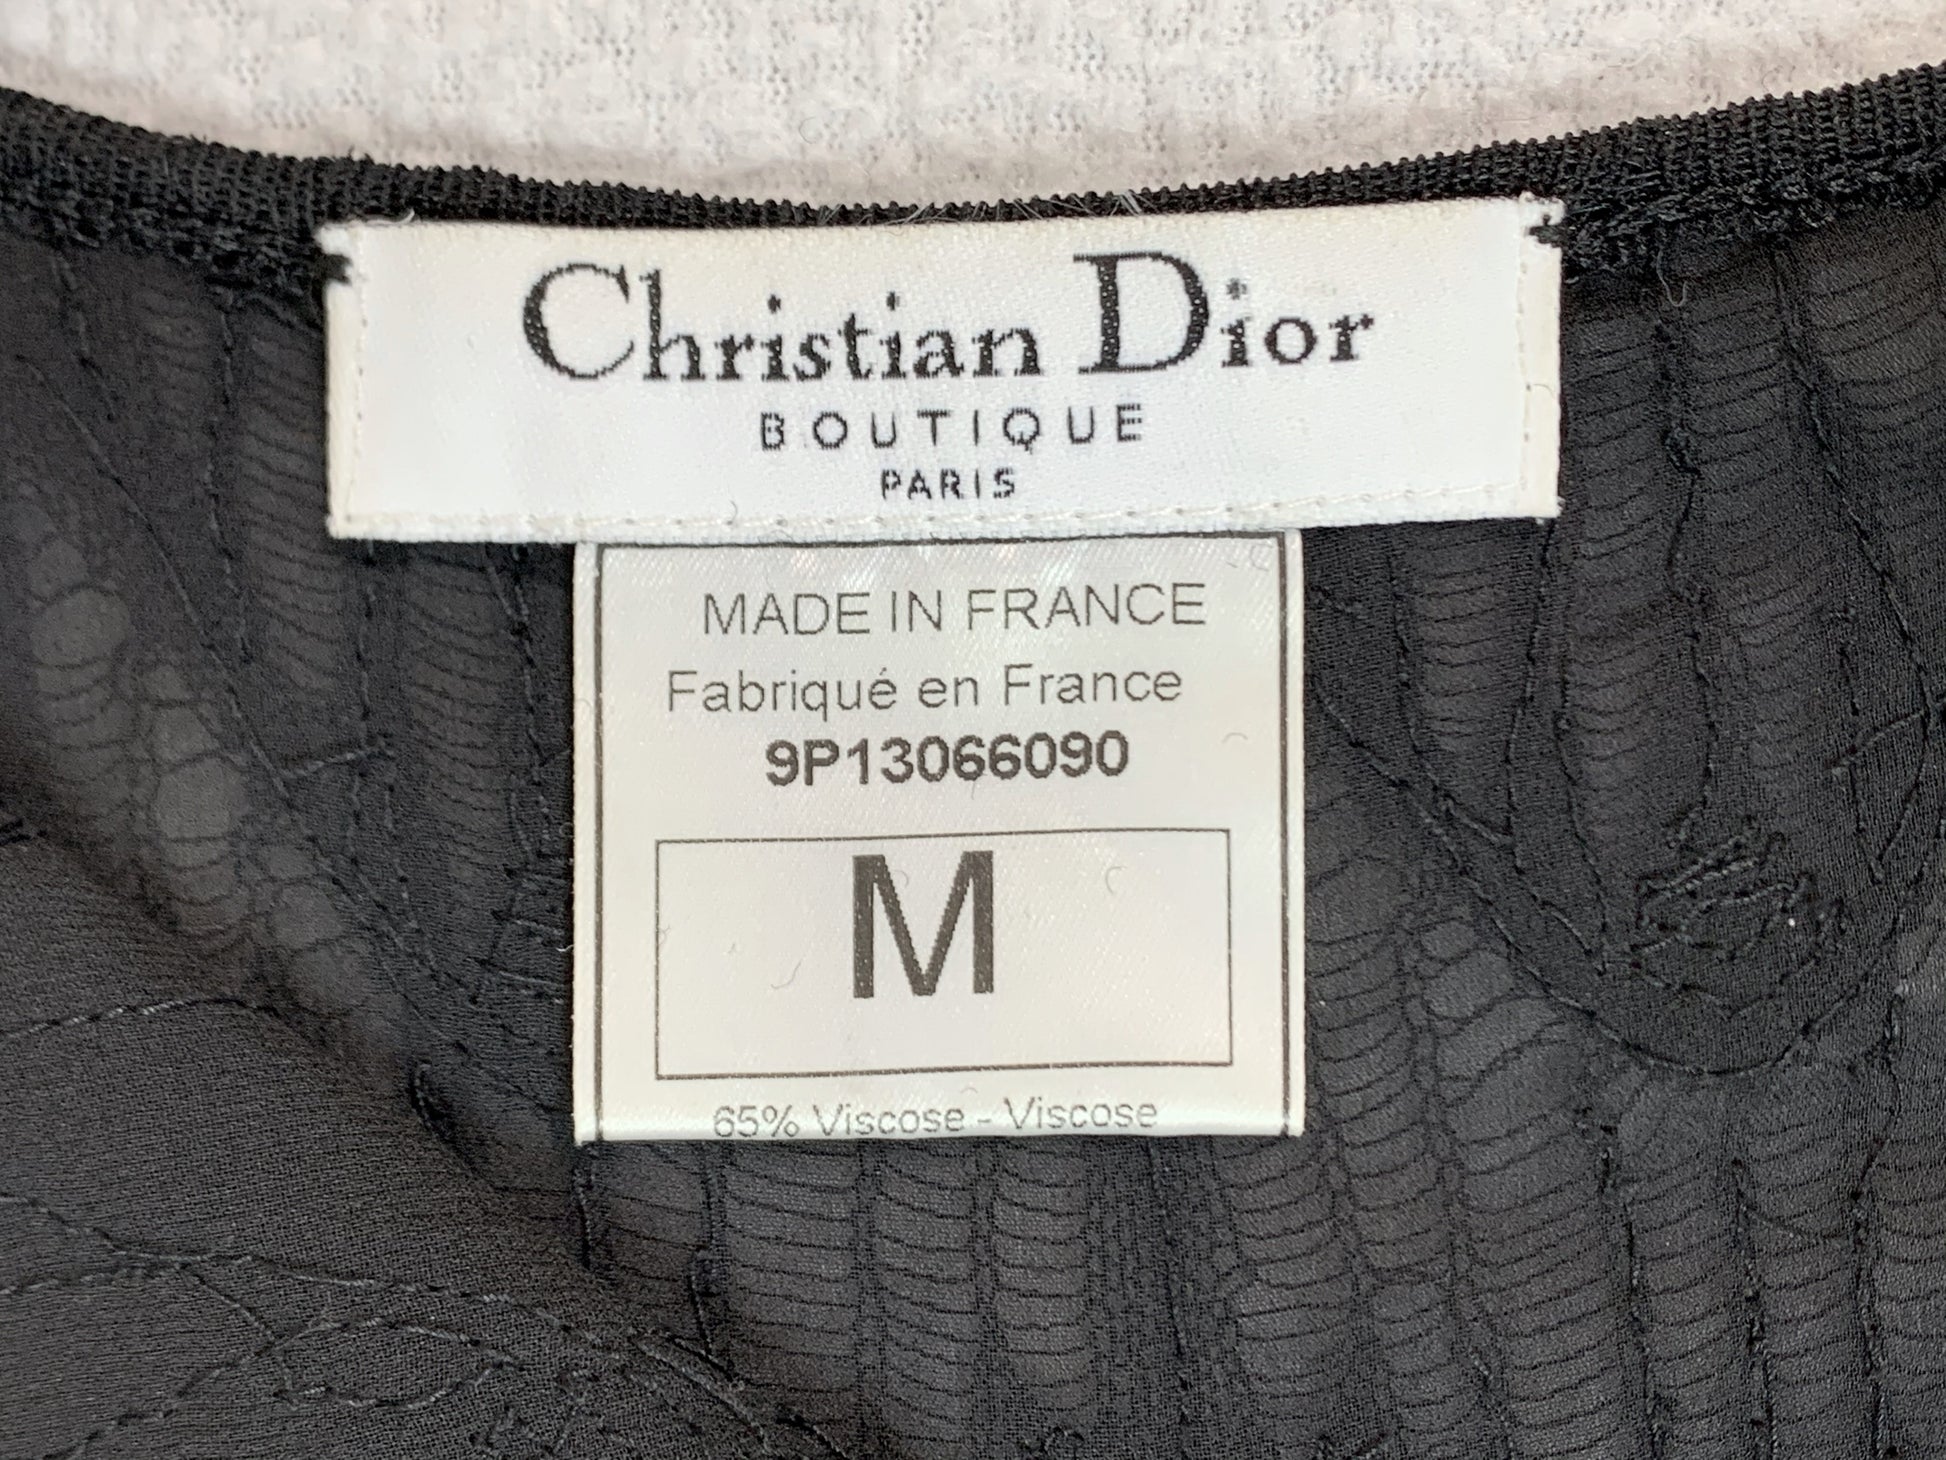 Christian Dior
BOUTIQUE
PARIS
MADE IN FRANCE
Fabriqué en France
9P13066090
M
65% Viscose - Viscose